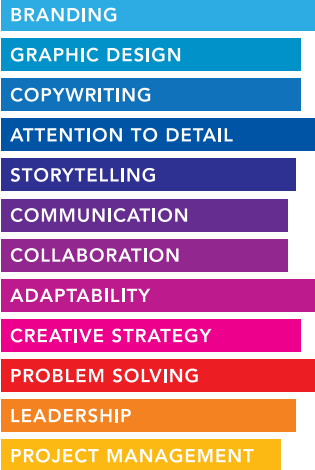 BRANDING
GRAPHIC DESIGN
COPYWRITING
ATTENTION TO DETAIL
STORYTELLING
COMMUNICATION
COLLABORATION
ADAPTABILITY
CREATIVE STRATEGY
PROBLEM SOLVING
LEADERSHIP
PROJECT MANAGEMENT